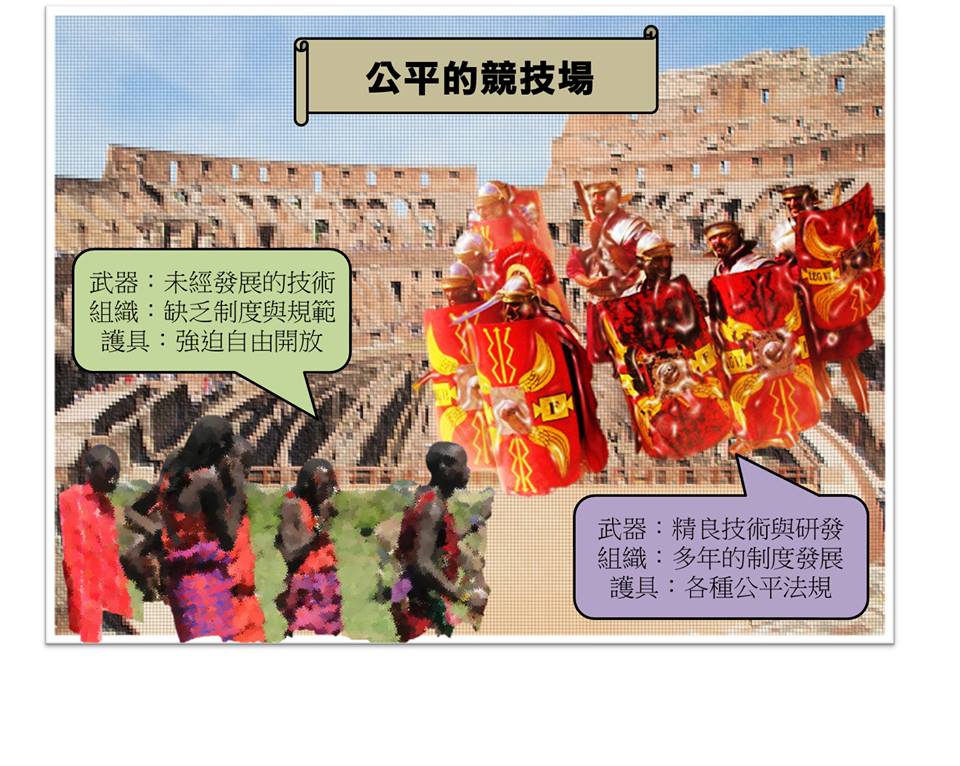 公平的競技場
武器：未經發展的技術
組織：缺乏制度與規範
護具：強迫自由開放
武器：精良技術與研發
組織：多年的制度發展
護具：各種公平法規